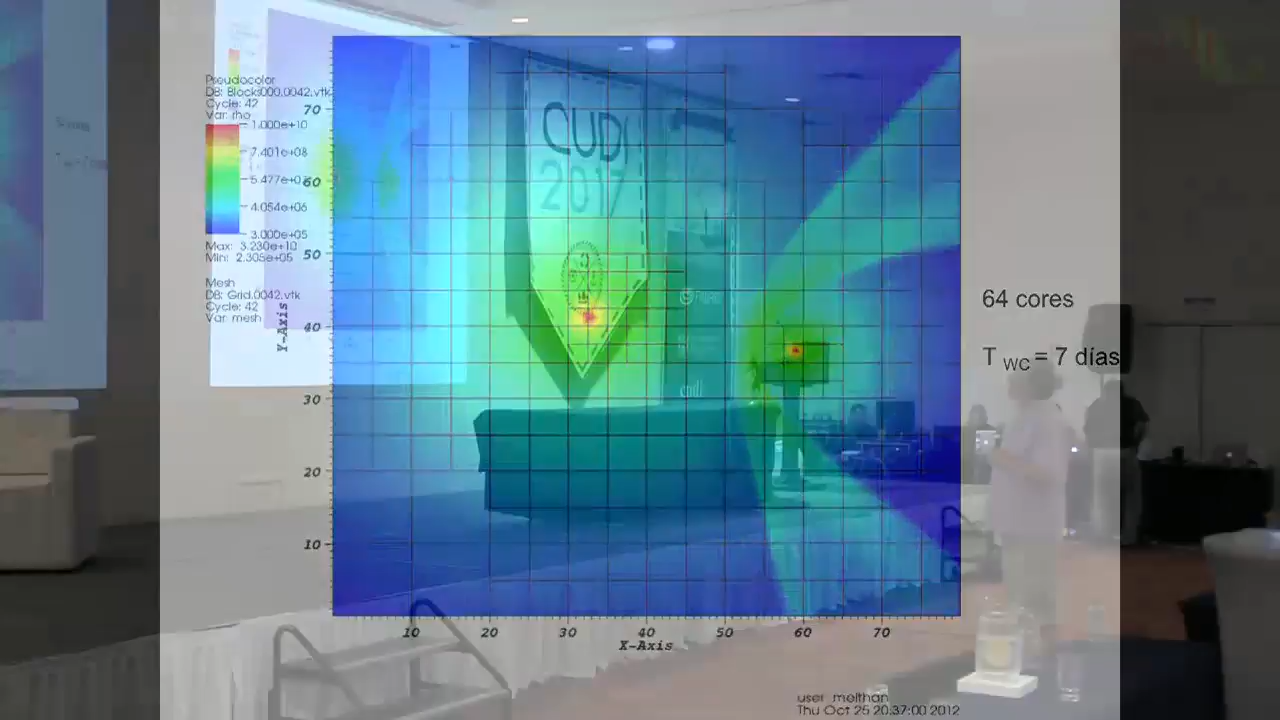 Pseudocolor
DB: Blocks000.0042.vtk
Cycle: 42
Var: rho
1.000e+10
7.401e+08
5.477e+07
4.054e+06
3.000e+05
Max: 3.230e+10
Min: 2.305e+05
Mesh
DB: Grid.0042.vtk
Cycle: 42
Var: mesh
Y-Axis
70
60
50
40
30
20
10
10 20 30 40 50 60 70
X-Axis
CUDI
2017
64 cores
T WC = 7 días
user: melthan
Thu Oct 25 20:37:00 2012